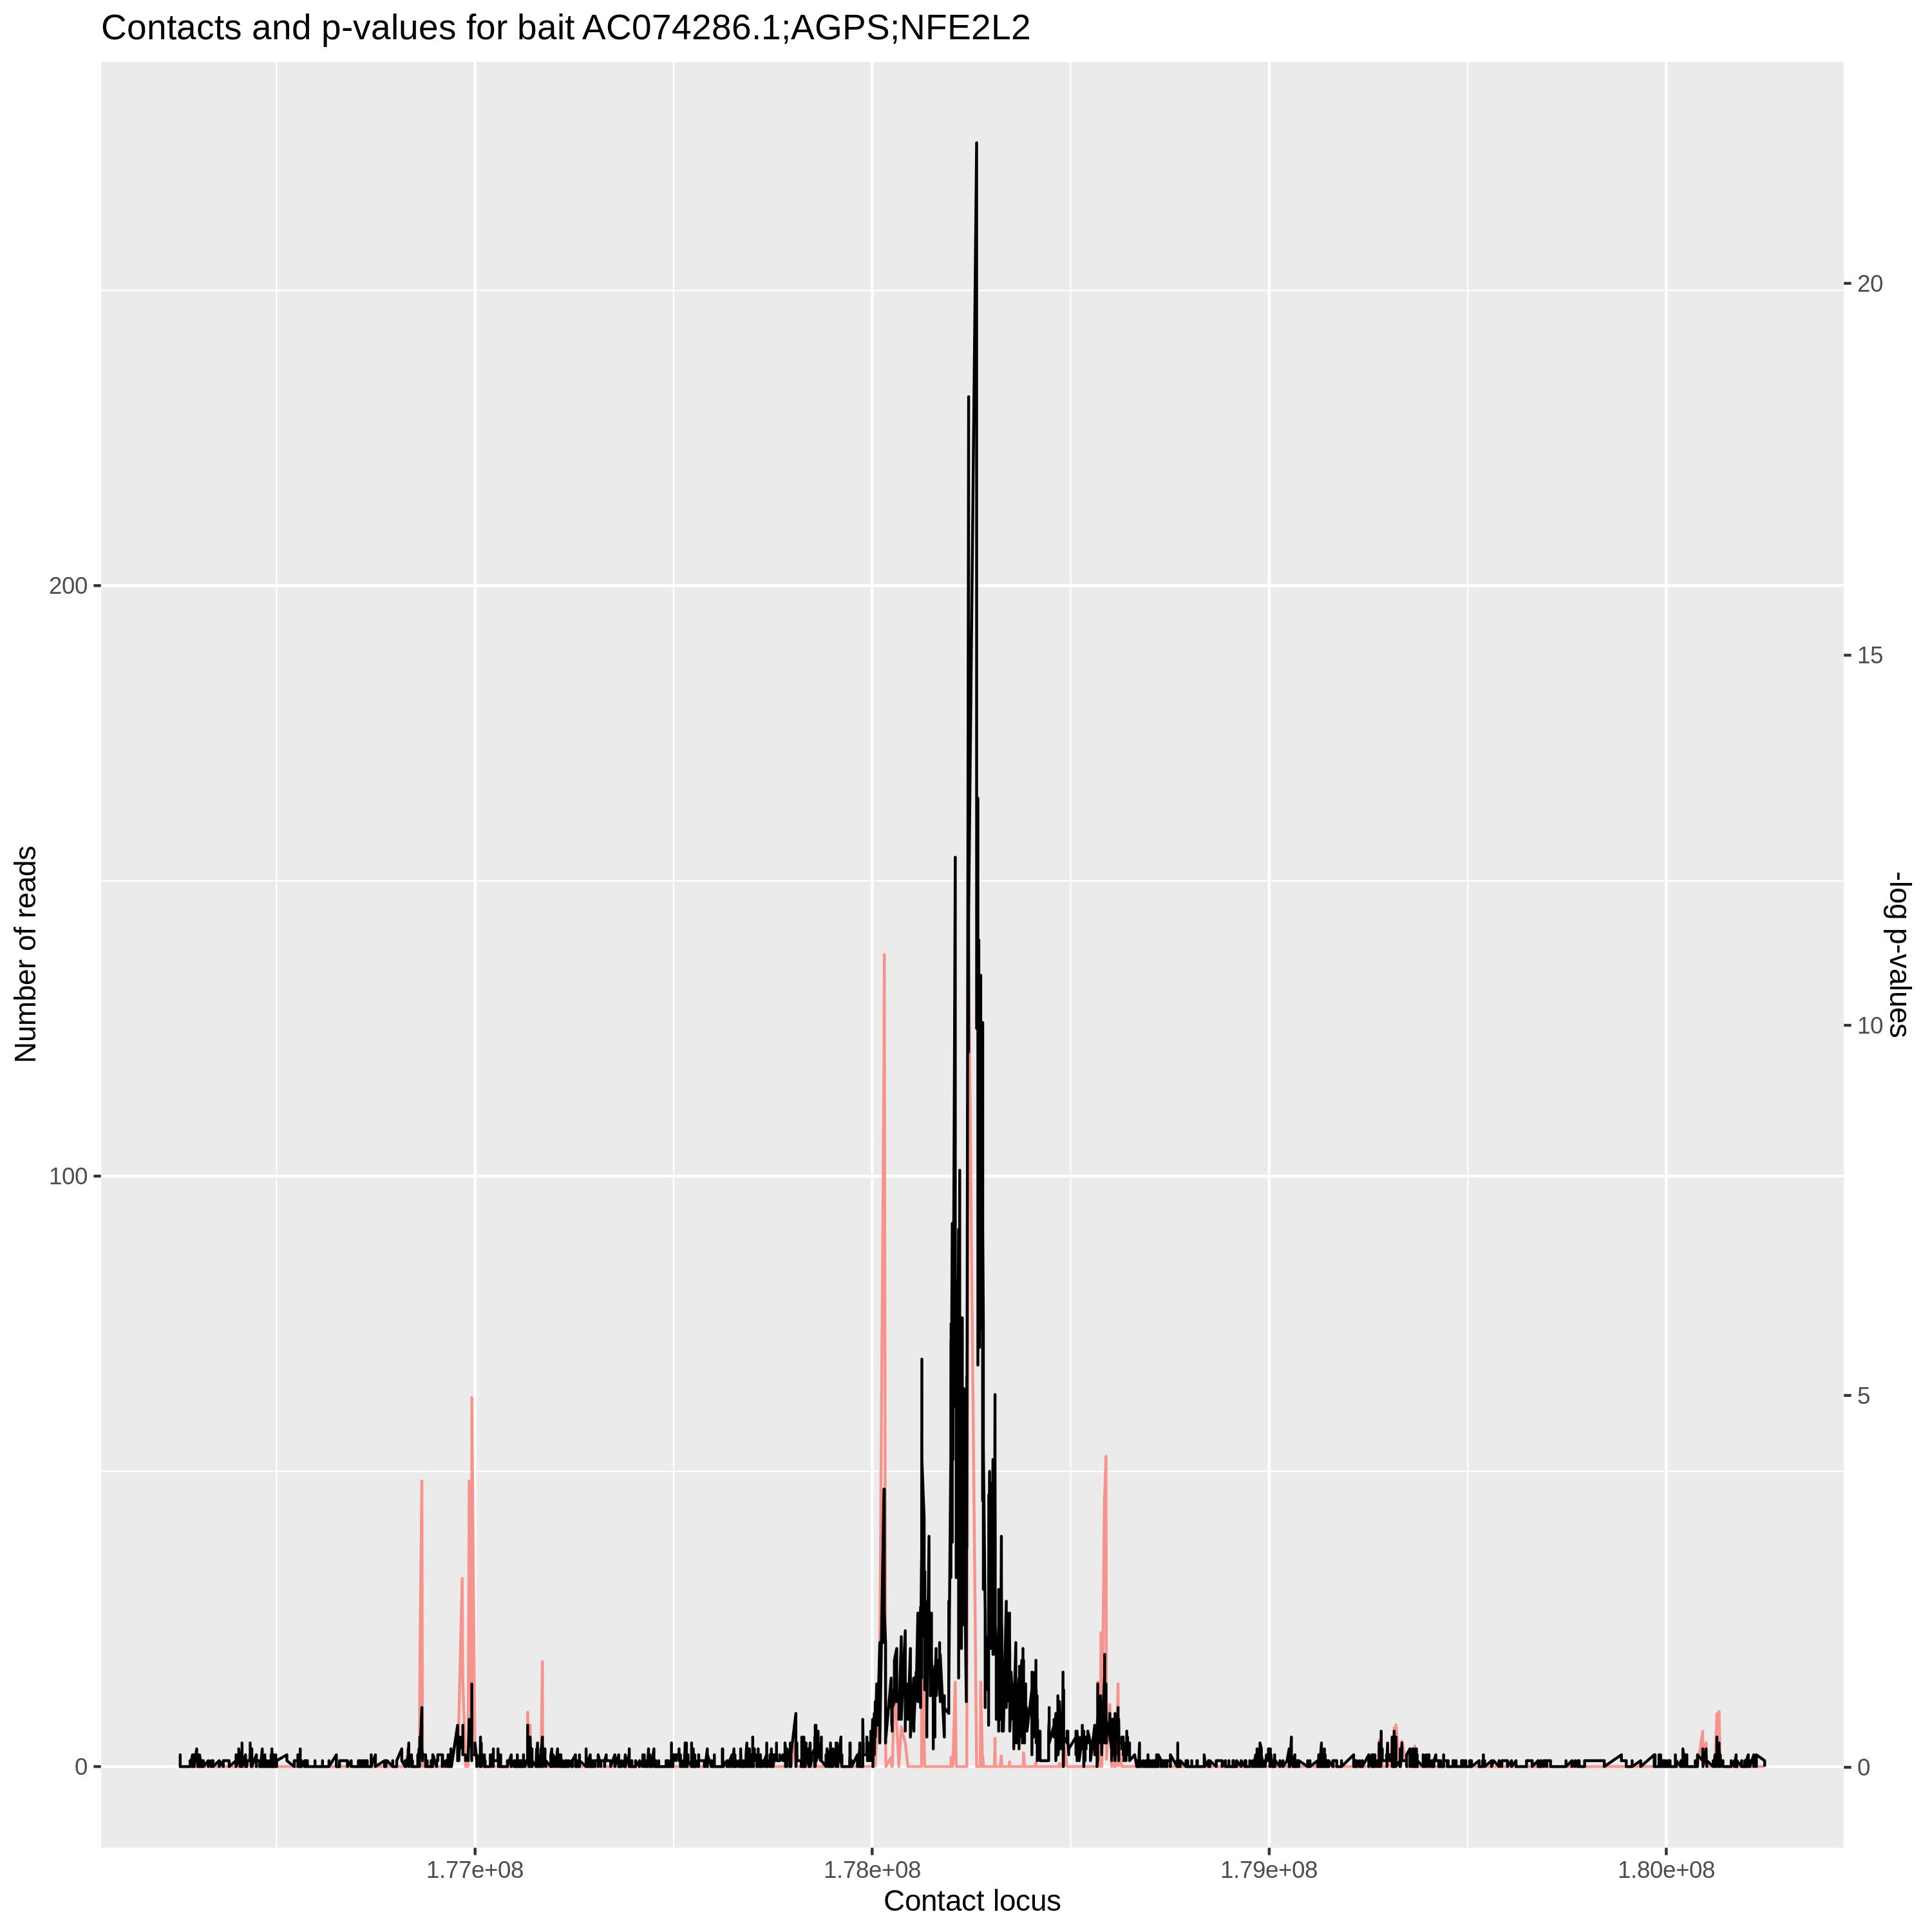 Contacts and p-values for bait AC074286.1;AGPS;NFE2L2
Number of reads
200
100
0
20
15
10
5
0
-log p-values
1.77e+08
1.78e+08
1.79e+08
1.80e+08
Contact locus